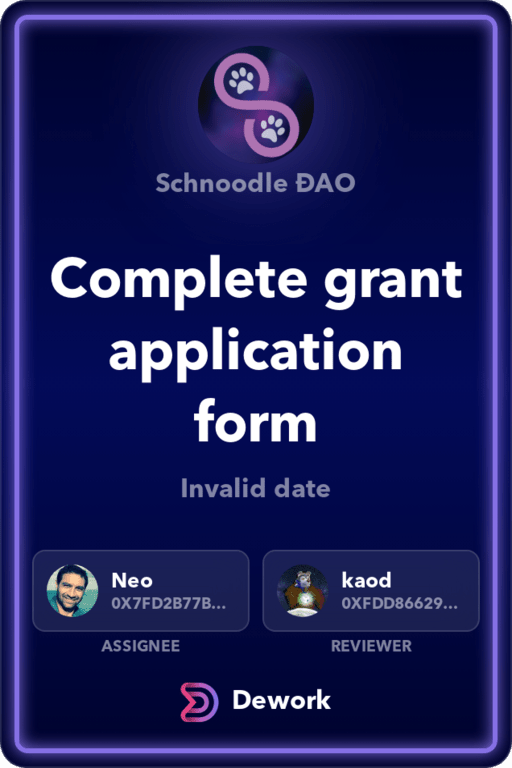 Schnoodle ĐAO
Complete grant
application
form
Invalid date
Neo
0X7FD2B77B...
kaod
0XFDD86629...
ASSIGNEE
REVIEWER
Dework